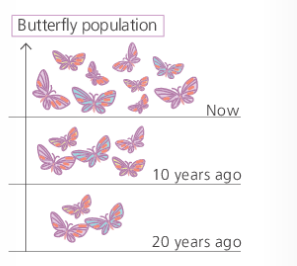 Butterfly population
Now
10 years ago
20 years ago